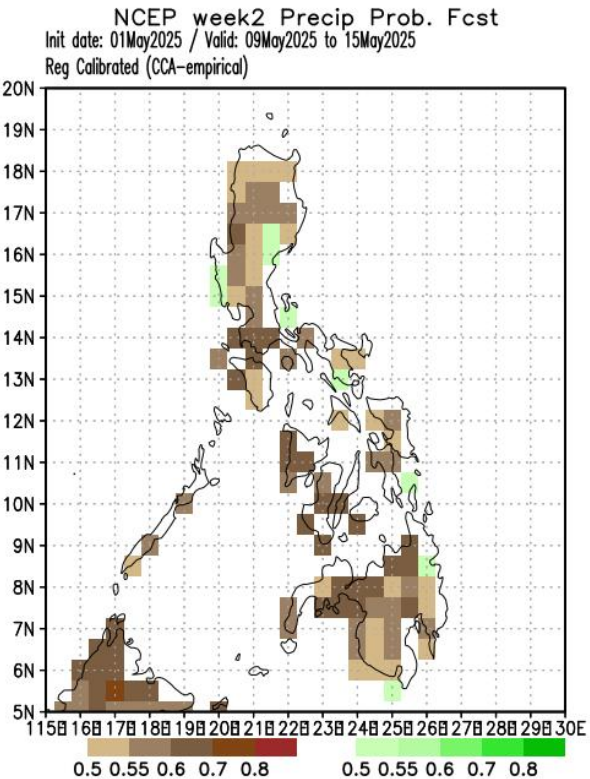 NCEP week2 Precip Prob. Fcst
Init date: 01May2025 / Valid: 09May2025 to 15May2025
Reg Calibrated (CCA-empirical)
20N
19N
18N
17N
16N
15N
14N
13N
12N
11N
10N
9N
8N
7N
6N
5N
115E 116E 117E 118E 119E 120E 121E 122E 123E 124E 125E 126E 127E 128E 129E 130E
0.5 0.55 0.6 0.7 0.8 0.5 0.55 0.6 0.7 0.8